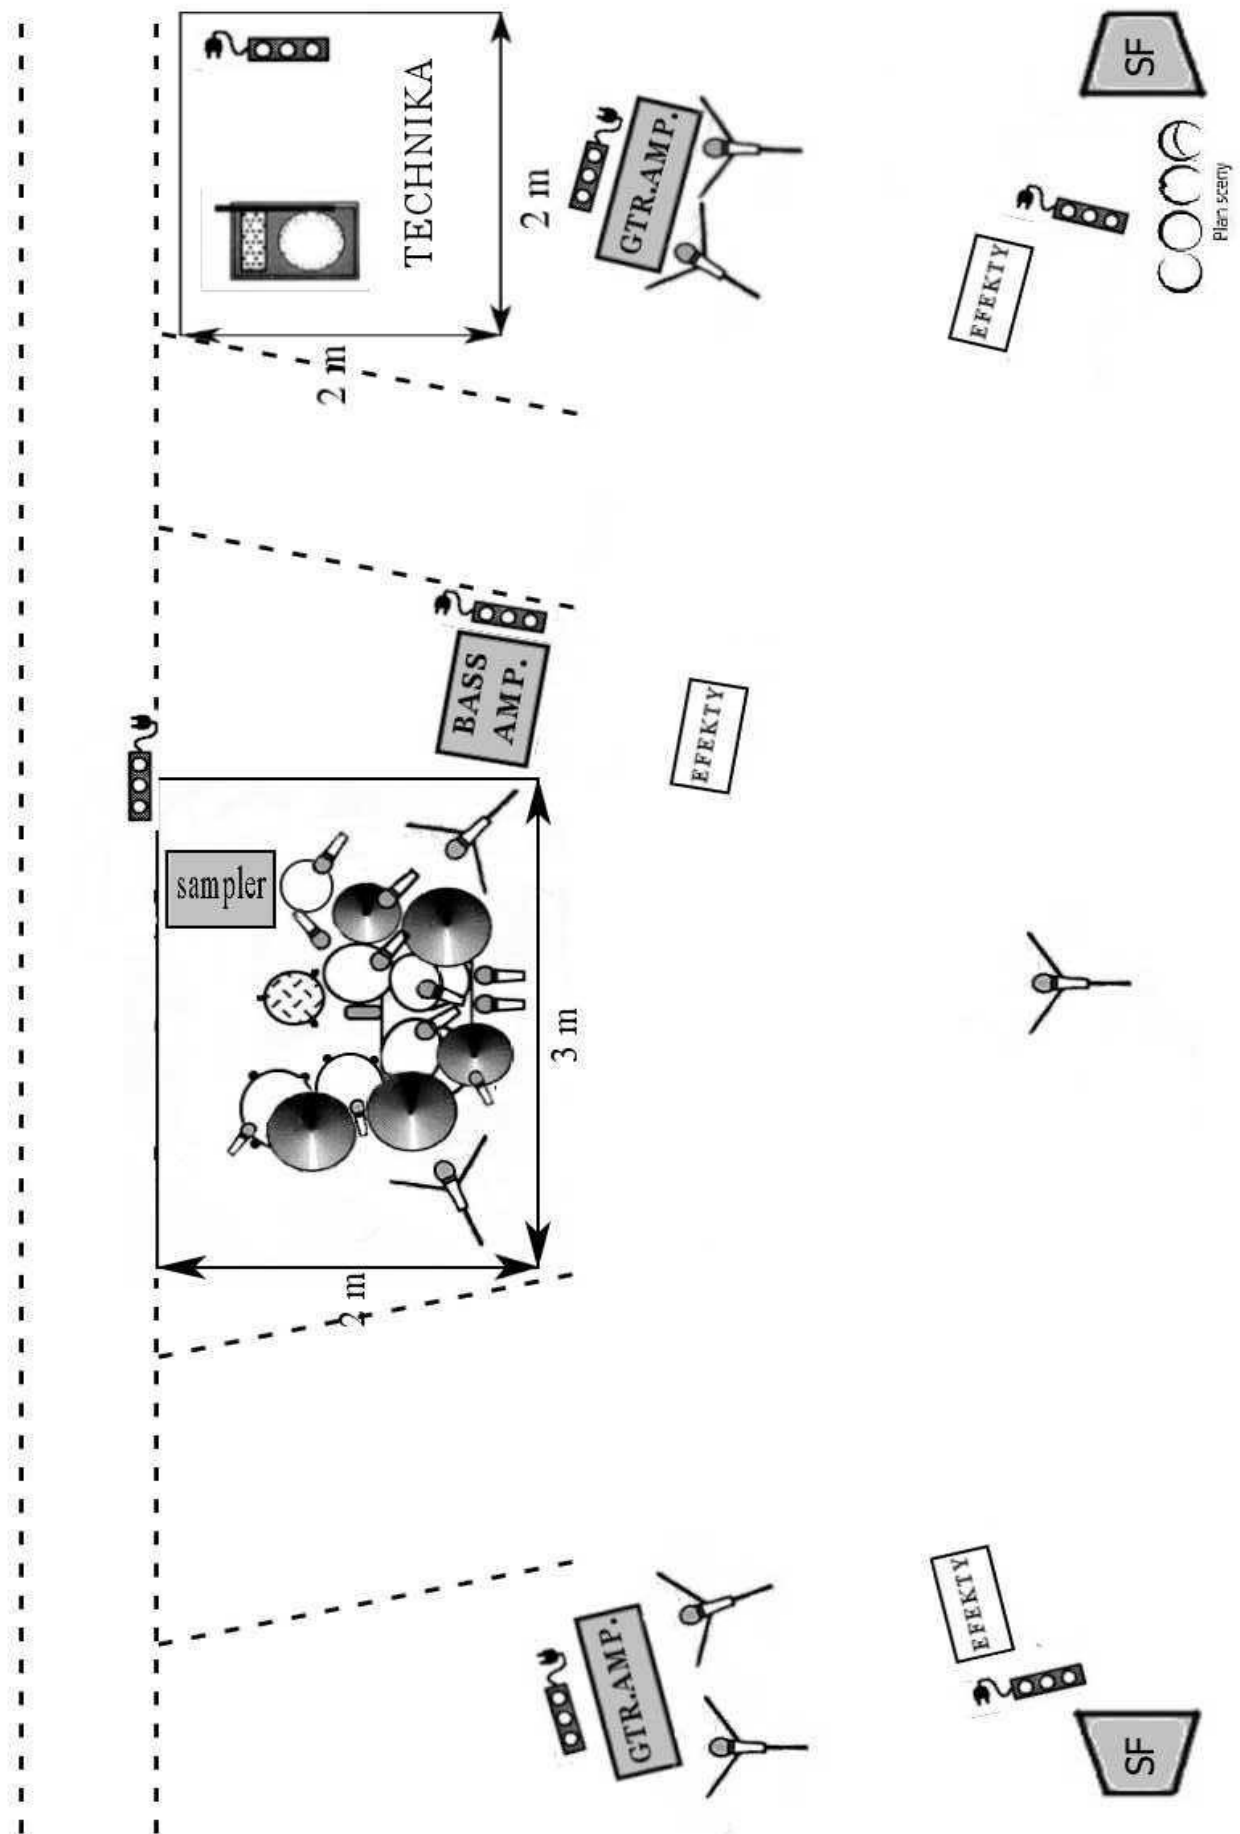 sampler
2 m
2 m
TECHNIKA
BASS
AMP.
3 m
2 m
GTR.AMP.
GTR.AMP.
EFEKTY
EFEKTY
EFEKTY
SF
SF
COMA
Plan sceny